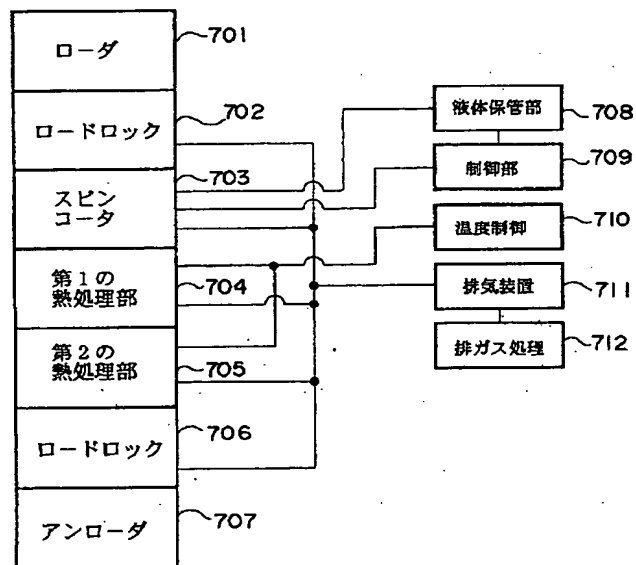 ローダ
701
ロードロック
702
スピン
コータ
703
第1の
熱処理部
704
第2の
熱処理部
705
ロードロック
706
アンローダ
707
液体保管部
708
制御部
709
温度制御
710
排気装置
711
排ガス処理
712